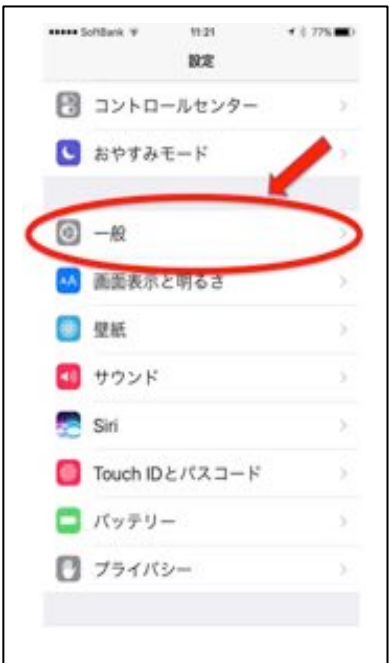 SoftBank 11:21 77%
設定
コントロールセンター
おやすみモード
一般
AA 画面表示と明るさ
壁紙
サウンド
Siri
Touch IDとパスコード
バッテリー
プライバシー